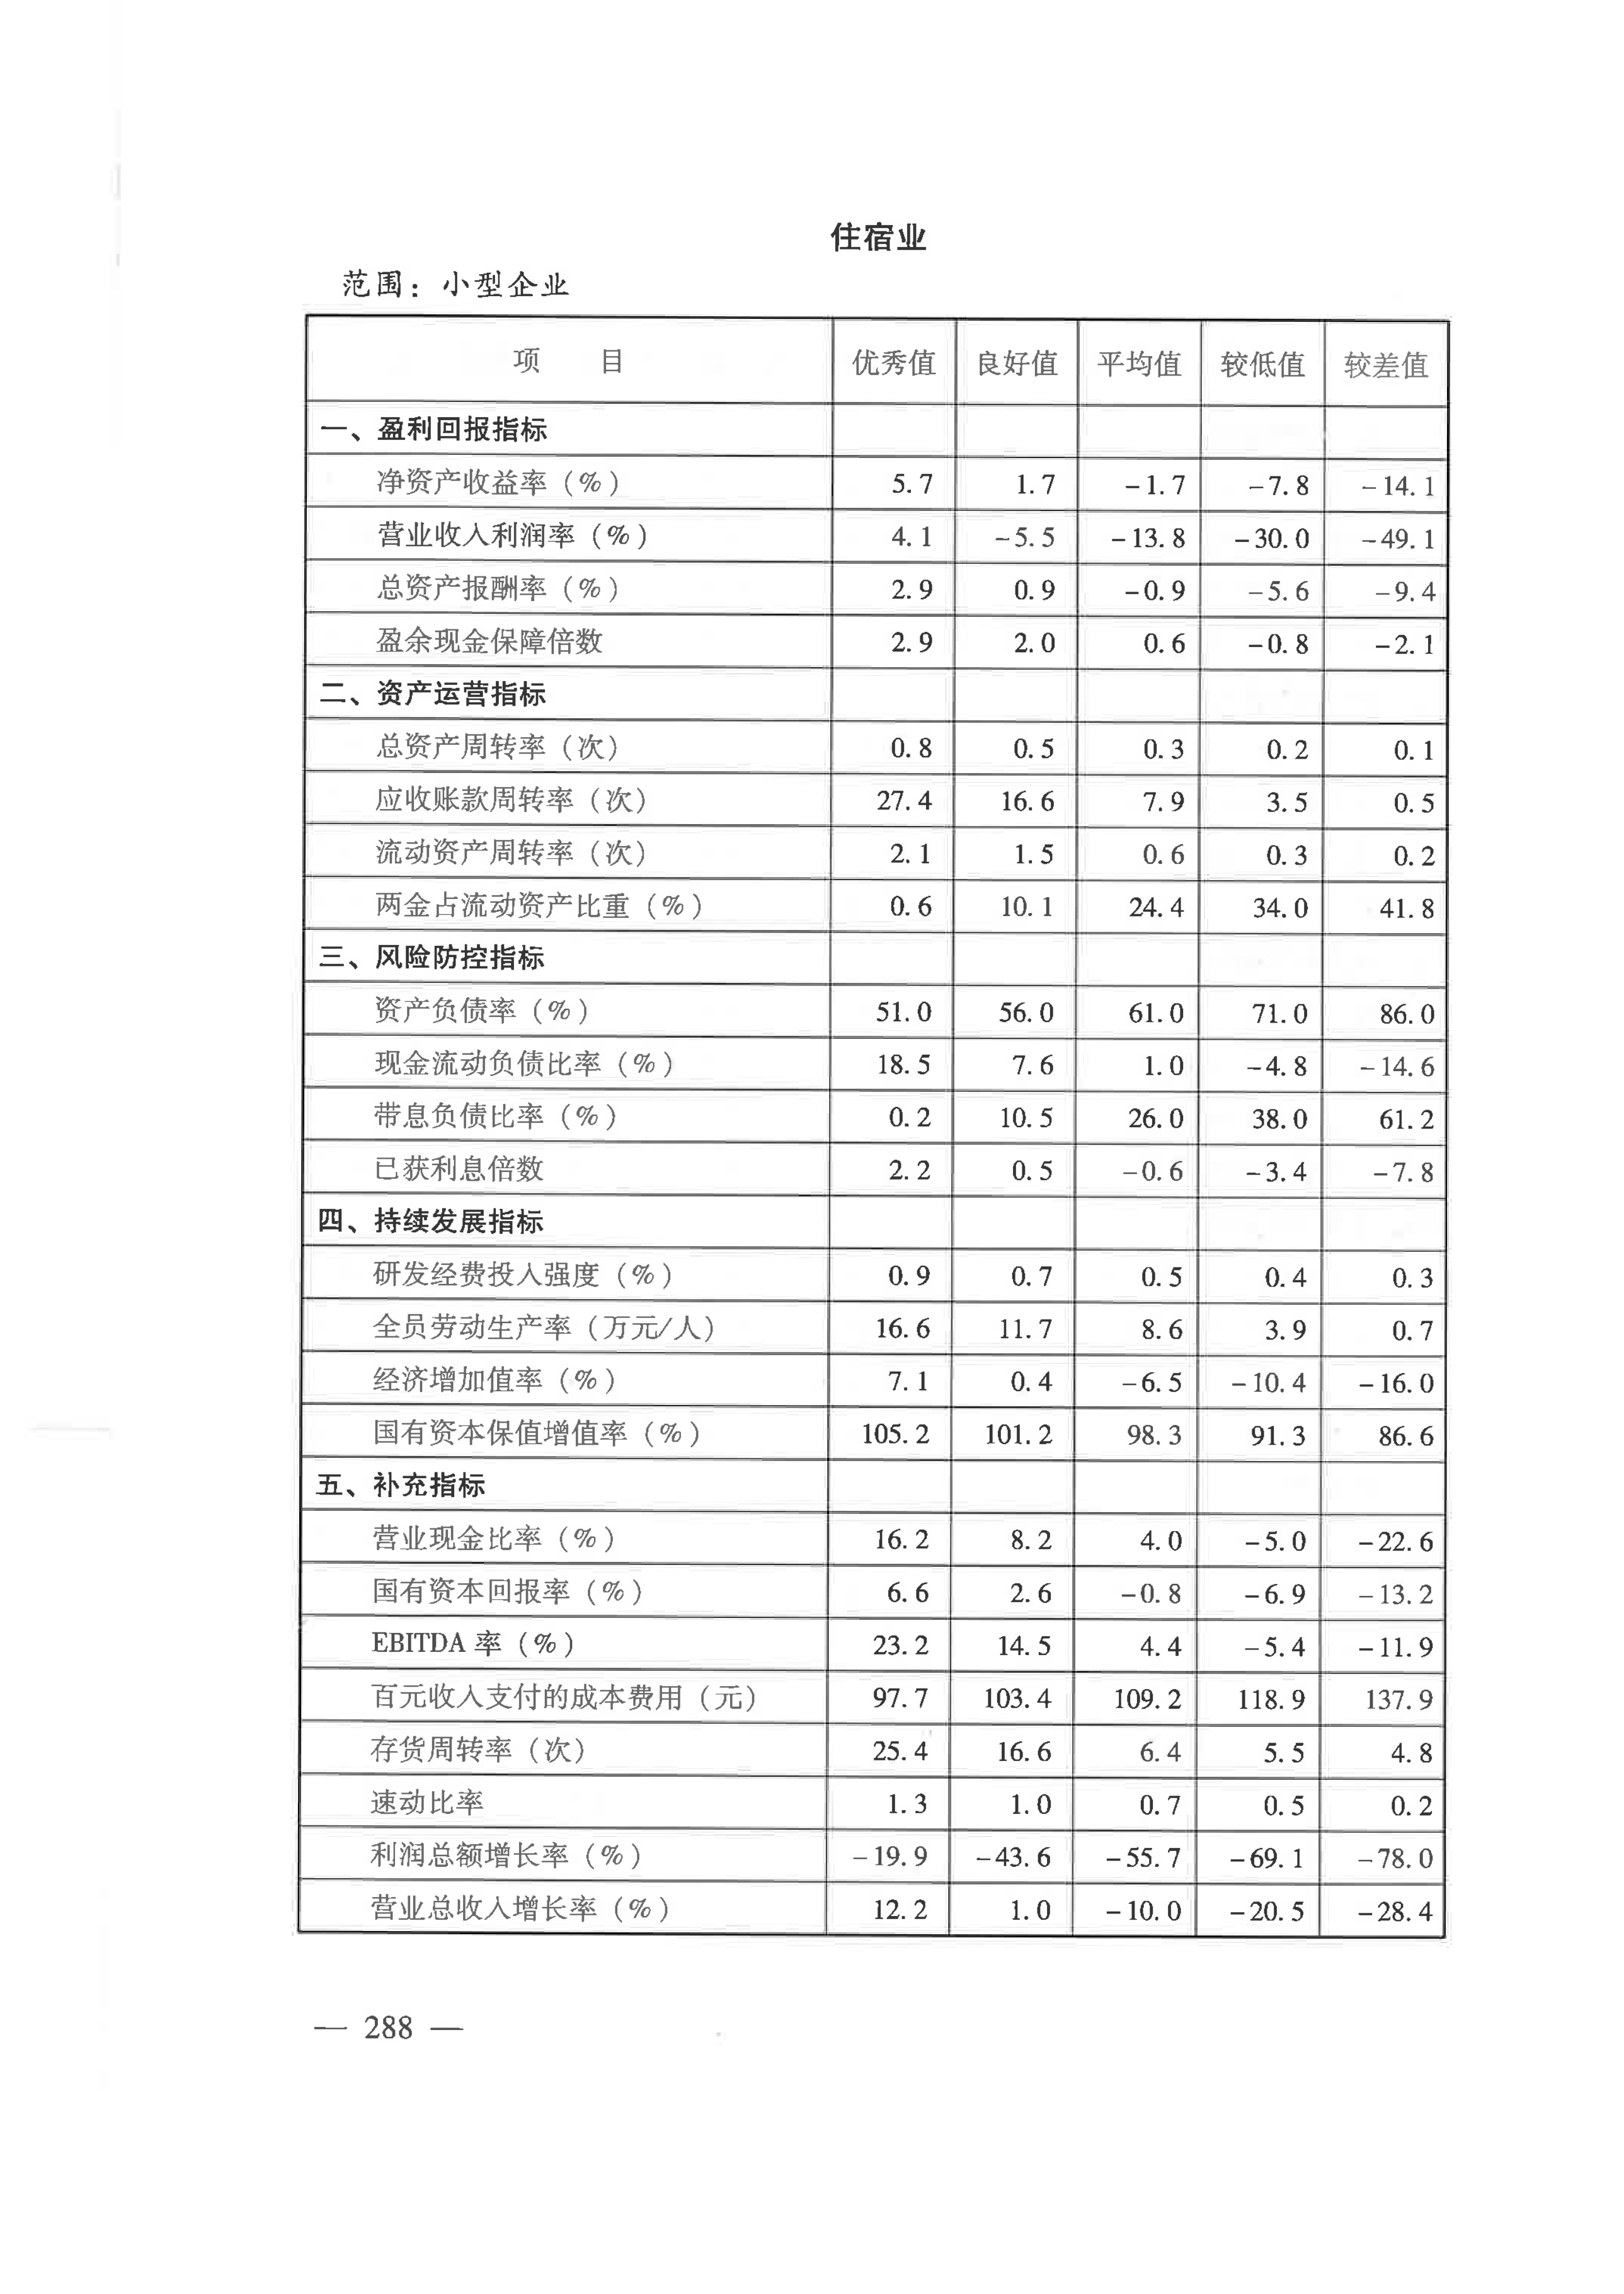 住宿业
范围：小型企业
项 目 优秀值 良好值 平均值 较低值 较差值
一、盈利回报指标
净资产收益率（%） 5.7 1.7 -1.7 -7.8 -14.1
营业收入利润率（%） 4.1 -5.5 -13.8 -30.0 -49.1
总资产报酬率（%） 2.9 0.9 -0.9 -5.6 -9.4
盈余现金保障倍数 2.9 2.0 0.6 -0.8 -2.1
二、资产运营指标
总资产周转率（次） 0.8 0.5 0.3 0.2 0.1
应收账款周转率（次） 27.4 16.6 7.9 3.5 0.5
流动资产周转率（次） 2.1 1.5 0.6 0.3 0.2
两金占流动资产比重（%） 0.6 10.1 24.4 34.0 41.8
三、风险防控指标
资产负债率（%） 51.0 56.0 61.0 71.0 86.0
现金流动负债比率（%） 18.5 7.6 1.0 -4.8 -14.6
带息负债比率（%） 0.2 10.5 26.0 38.0 61.2
已获利息倍数 2.2 0.5 -0.6 -3.4 -7.8
四、持续发展指标
研发经费投入强度（%） 0.9 0.7 0.5 0.4 0.3
全员劳动生产率（万元/人） 16.6 11.7 8.6 3.9 0.7
经济增加值率（%） 7.1 0.4 -6.5 -10.4 -16.0
国有资本保值增值率（%） 105.2 101.2 98.3 91.3 86.6
五、补充指标
营业现金比率（%） 16.2 8.2 4.0 -5.0 -22.6
国有资本回报率（%） 6.6 2.6 -0.8 -6.9 -13.2
EBITDA 率（%） 23.2 14.5 4.4 -5.4 -11.9
百元收入支付的成本费用（元） 97.7 103.4 109.2 118.9 137.9
存货周转率（次） 25.4 16.6 6.4 5.5 4.8
速动比率 1.3 1.0 0.7 0.5 0.2
利润总额增长率（%） -19.9 -43.6 -55.7 -69.1 -78.0
营业总收入增长率（%） 12.2 1.0 -10.0 -20.5 -28.4
— 288 —